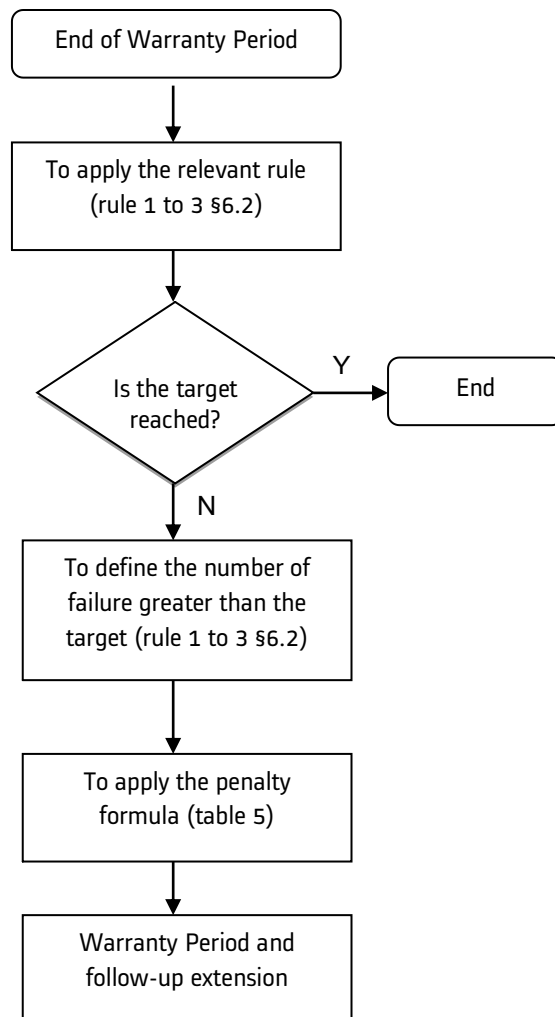 End of Warranty Period
To apply the relevant rule
(rule 1 to 3 §6.2)
Is the target
reached?
Y
End
N
To define the number of
failure greater than the
target (rule 1 to 3 §6.2)
To apply the penalty
formula (table 5)
Warranty Period and
follow-up extension